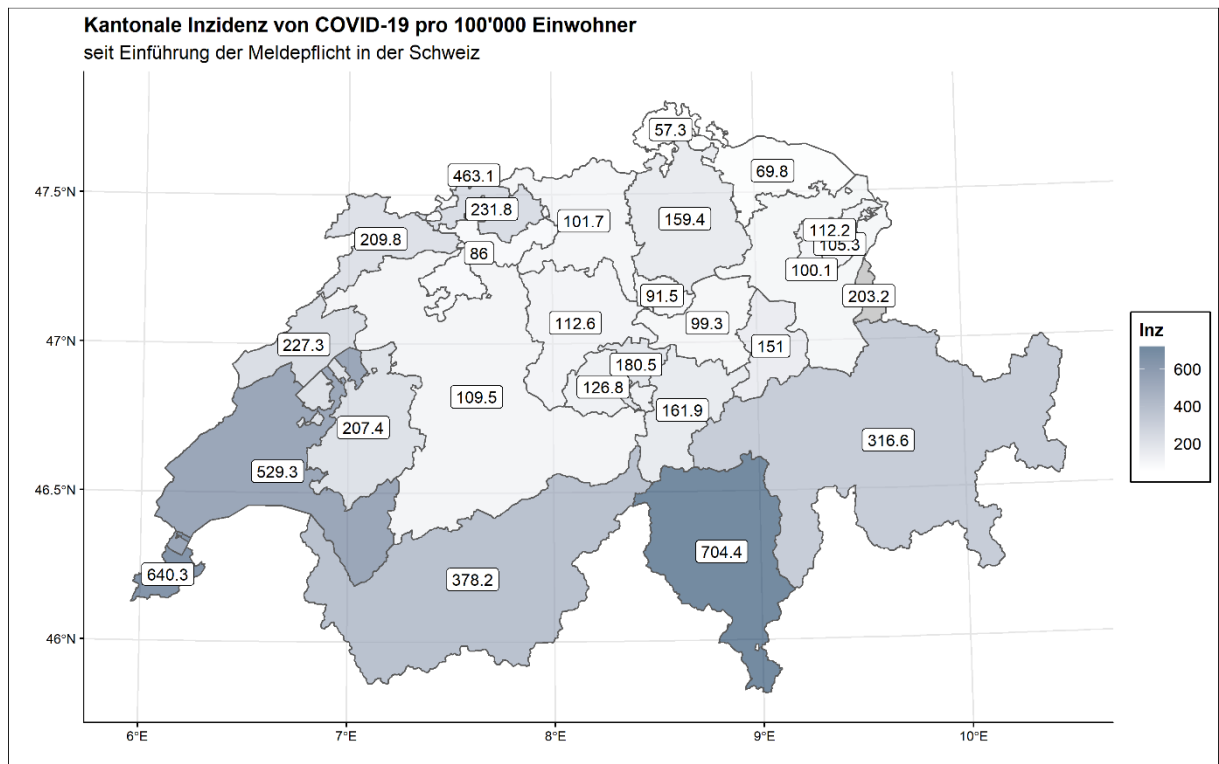 Kantonale Inzidenz von COVID-19 pro 100'000 Einwohner
seit Einführung der Meldepflicht in der Schweiz
57.3
69.8
463.1
47.5°N
231.8
101.7
159.4
112.2
209.8
105.3
86
100.1
91.5
203.2
112.6
99.3
47°N
227.3
151
180.5
126.8
109.5
161.9
207.4
316.6
529.3
46.5°N
704.4
640.3
378.2
46°N
6°E
7°E
8°E
9°E
10°E
Inz
600
400
200